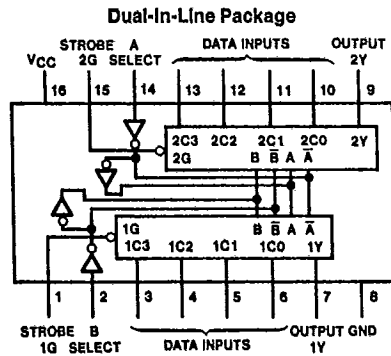 Dual-In-Line Package
STROBE A DATA INPUTS OUTPUT
VCC 2G SELECT 2Y
16 15 14 13 12 11 10 9
2C3 2C2 2C1 2C0 2Y
2G B B̅ A A̅
B B̅ A A̅
1G
1C3 1C2 1C1 1C0 1Y
1 2 3 4 5 6 7 8
STROBE B DATA INPUTS OUTPUT GND
1G SELECT 1Y